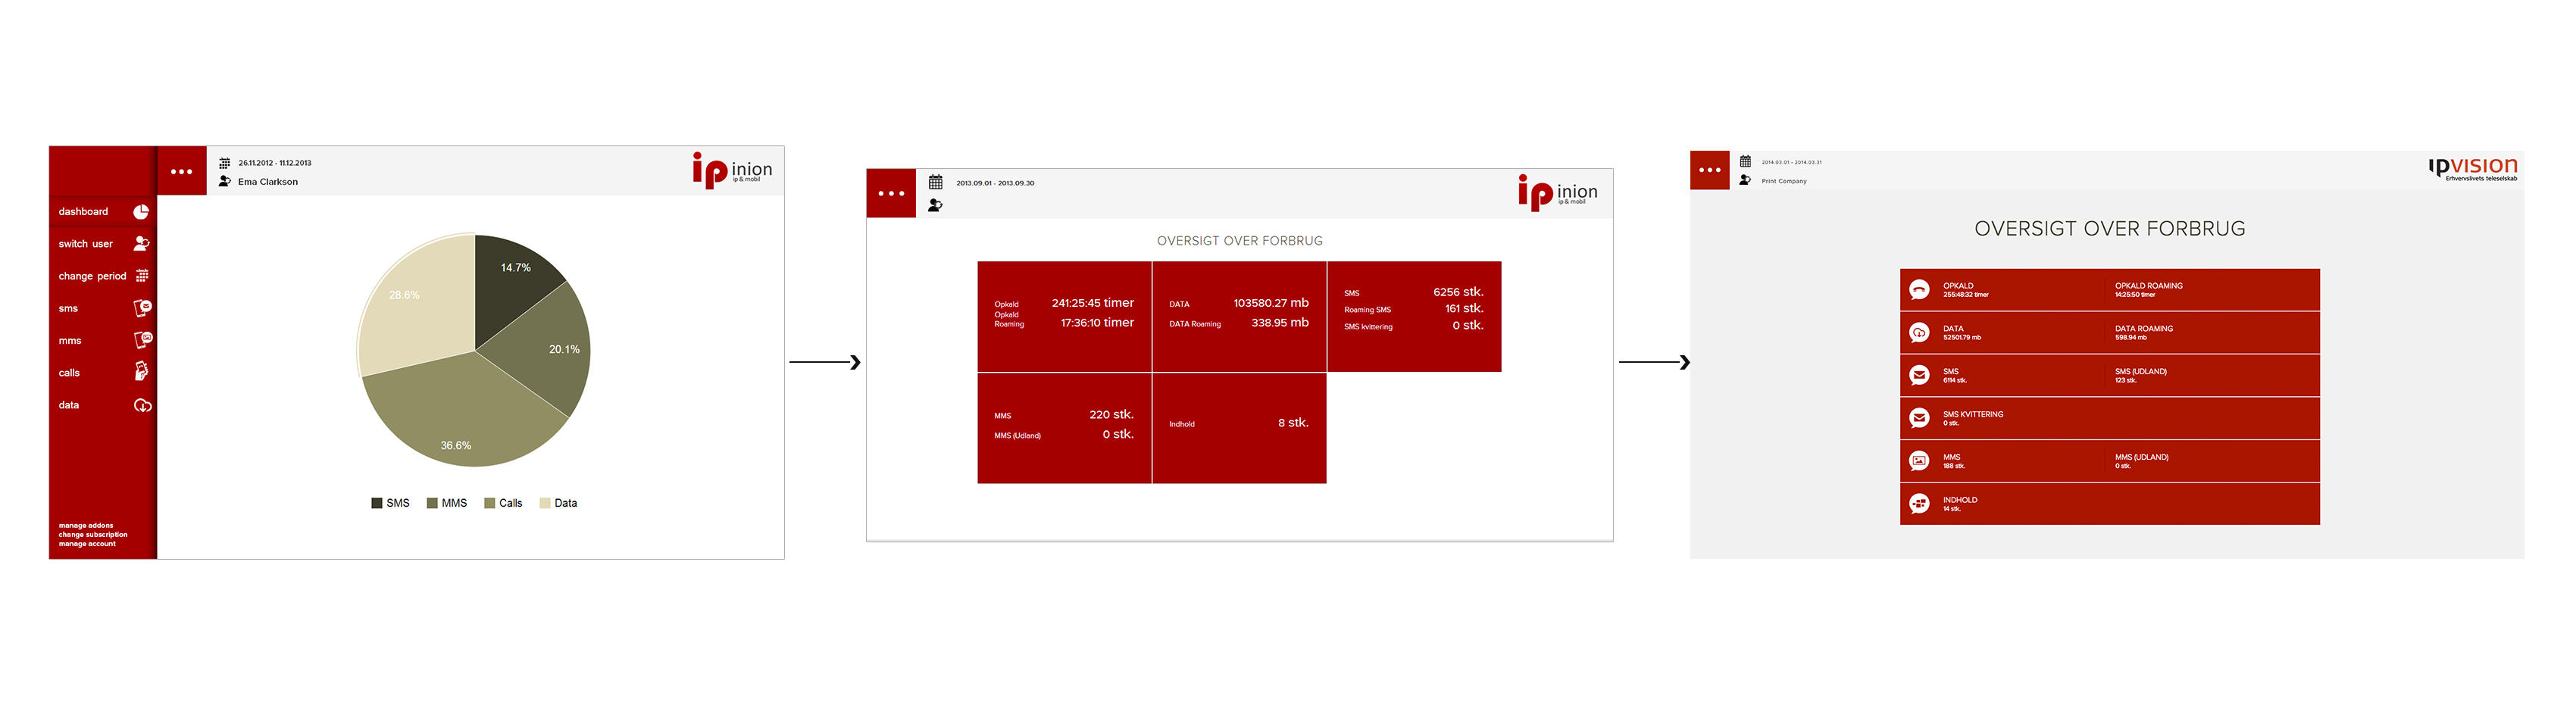 26.11.2012 - 11.12.2013
Ema Clarkson
ip inion
ip & mobil
dashboard
switch user
change period
sms
mms
calls
data
manage addons
change subscription
manage account
14.7%
28.6%
20.1%
36.6%
SMS MMS Calls Data
2013.09.01 - 2013.09.30
ip inion
ip & mobil
OVERSIGT OVER FORBRUG
Opkald 241:25:45 timer
Opkald
Roaming 17:36:10 timer
DATA 103580.27 mb
DATA Roaming 338.95 mb
SMS 6256 stk.
Roaming SMS 161 stk.
SMS kvittering 0 stk.
MMS 220 stk.
MMS (Udland) 0 stk.
Indhold 8 stk.
2014.03.01 - 2014.03.31
Print Company
ipVISION
Erhvervslivets teleselskab
OVERSIGT OVER FORBRUG
OPKALD OPKALD ROAMING
255:48:32 timer 14:25:50 timer
DATA DATA ROAMING
52501.79 mb 598.94 mb
SMS SMS (UDLAND)
6114 stk. 123 stk.
SMS KVITTERING
0 stk.
MMS MMS (UDLAND)
188 stk. 0 stk.
INDHOLD
14 stk.